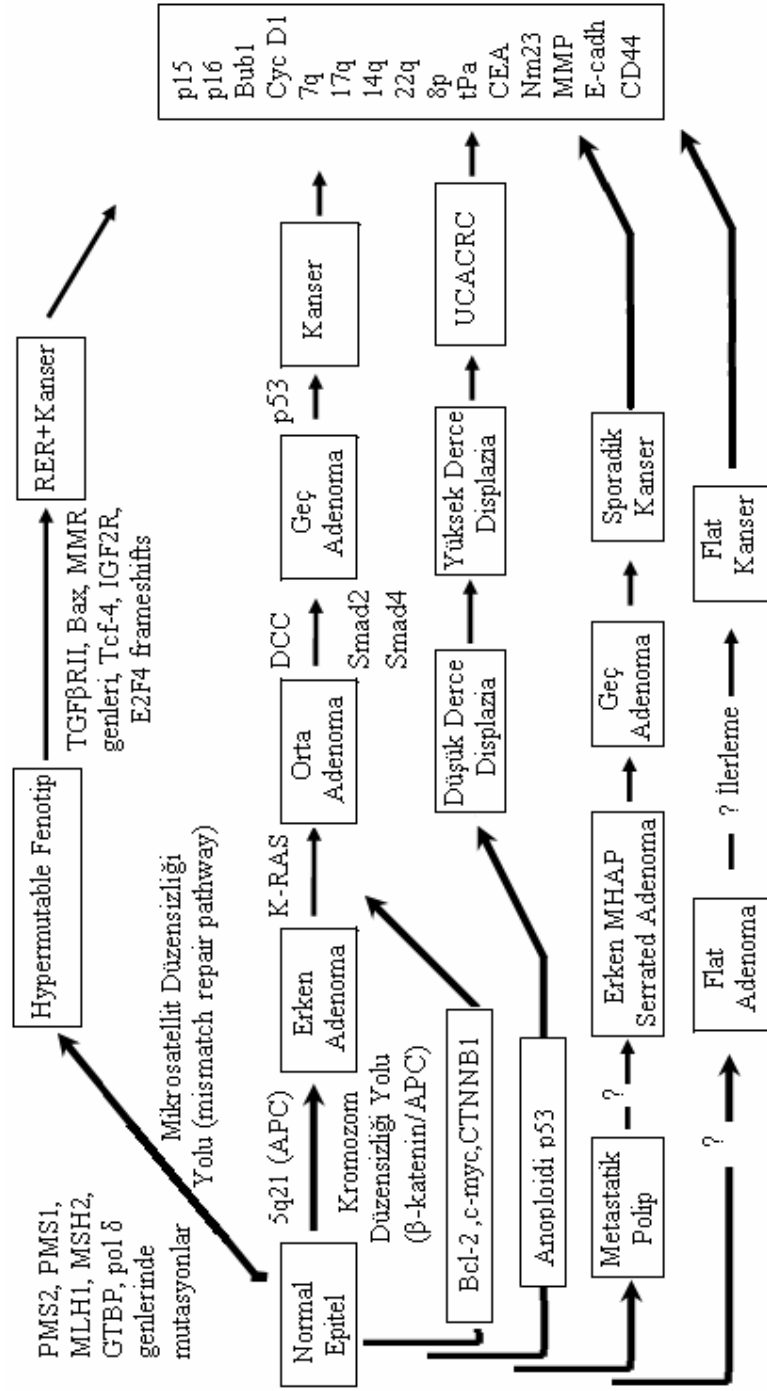 PMS2, PMS1,
MLH1, MSH2,
GTBP, pol δ
genlerinde
mutasyonlar
Hypermutable Fenotip
TGFβRII, Bax, MMR
genleri, Tcf-4, IGF2R,
E2F4 frameshifts
RER+Kanser
Mikrosatellit Düzensizliği
Yolu (mismatch repair pathway)
Normal
Epitel
5q21 (APC)
Kromozom
Düzensizliği Yolu
(β-katenin/APC)
Erken
Adenoma
K-RAS
Orta
Adenoma
DCC
Smad2
Smad4
Geç
Adenoma
p53
Kanser
Bcl-2 ,c-myc,CTNNB1
Anoploidi p53
Düşük Derce
Displazia
Yüksek Derce
Displazia
UCACRC
Metastatik
Polip
?
Erken MHAP
Serrated Adenoma
Geç
Adenoma
Sporadik
Kanser
?
Flat
Adenoma
? İlerleme
Flat
Kanser
p15
p16
Bub1
Cyc D1
7q
17q
14q
22q
8p
tPa
CEA
Nm23
MMP
E-cadh
CD44